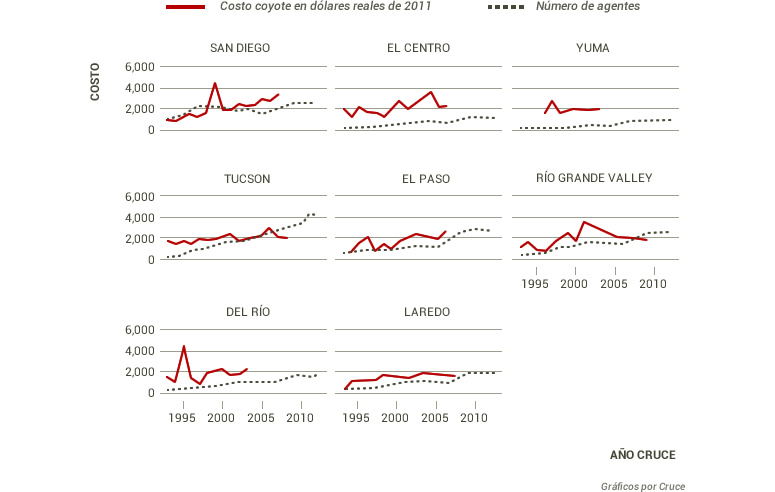 Costo coyote en dólares reales de 2011 Número de agentes
SAN DIEGO EL CENTRO YUMA
COSTO
6,000
4,000
2,000
0
TUCSON EL PASO RÍO GRANDE VALLEY
6,000
4,000
2,000
0
1995 2000 2005 2010
DEL RÍO LAREDO
6,000
4,000
2,000
0
1995 2000 2005 2010 1995 2000 2005 2010
AÑO CRUCE
Gráficos por Cruce